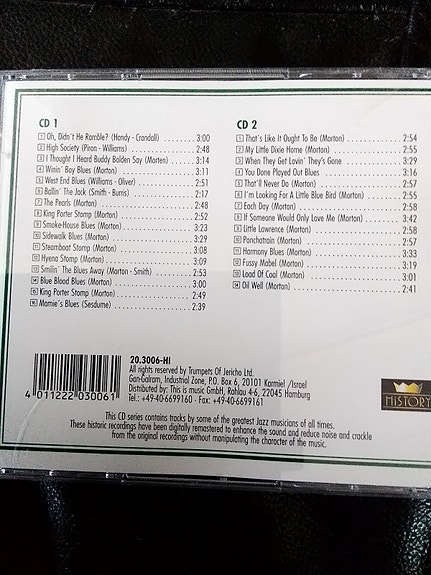 CD 1
1 Oh, Didn't He Ramble? (Handy - Crandall) 3:00
2 High Society (Piron - Williams) 2:48
3 I Thought I Heard Buddy Bolden Say (Morton) 3:14
4 Winin' Boy Blues (Morton) 3:11
5 West End Blues (Williams - Oliver) 2:51
6 Ballin' The Jack (Smith - Burris) 2:17
7 The Pearls (Morton) 2:48
8 King Porter Stomp (Morton) 2:52
9 Smoke-House Blues (Morton) 3:23
10 Sidewalk Blues (Morton) 3:29
11 Steamboat Stomp (Morton) 3:08
12 Hyena Stomp (Morton) 3:09
13 Smilin' The Blues Away (Morton - Smith) 2:53
14 Blue Blood Blues (Morton) 3:00
15 King Porter Stomp (Morton) 2:49
16 Mamie's Blues (Sesdume) 2:39
CD 2
1 That's Like It Ought To Be (Morton) 2:54
2 My Little Dixie Home (Morton) 2:55
3 When They Get Lovin' They's Gone 3:29
4 You Done Played Out Blues 3:16
5 That'll Never Do (Morton) 2:57
6 I'm Looking For A Little Blue Bird (Morton) 2:55
7 Each Day (Morton) 2:58
8 If Someone Would Only Love Me (Morton) 3:42
9 Little Lawrence (Morton) 2:58
10 Ponchatrain (Morton) 2:57
11 Harmony Blues (Morton) 3:33
12 Fussy Mabel (Morton) 3:19
13 Load Of Coal (Morton) 3:01
14 Oil Well (Morton) 2:41
4 011222 030061
20.3006-HI
All rights reserved by Trumpets Of Jericho Ltd.
Gan-Galram, Industrial Zone, P.O. Box 6, 20101 Karmiel /Israel
Distributed by: This is music GmbH, Rahlau 4-6, 22045 Hamburg
Tel.: +49-40-6699160 · Fax: +49-40-6699161
HISTORY
This CD series contains tracks by some of the greatest Jazz musicians of all times.
These historic recordings have been digitally remastered to enhance the sound and reduce noise and crackle
from the original recordings without manipulating the character of the music.